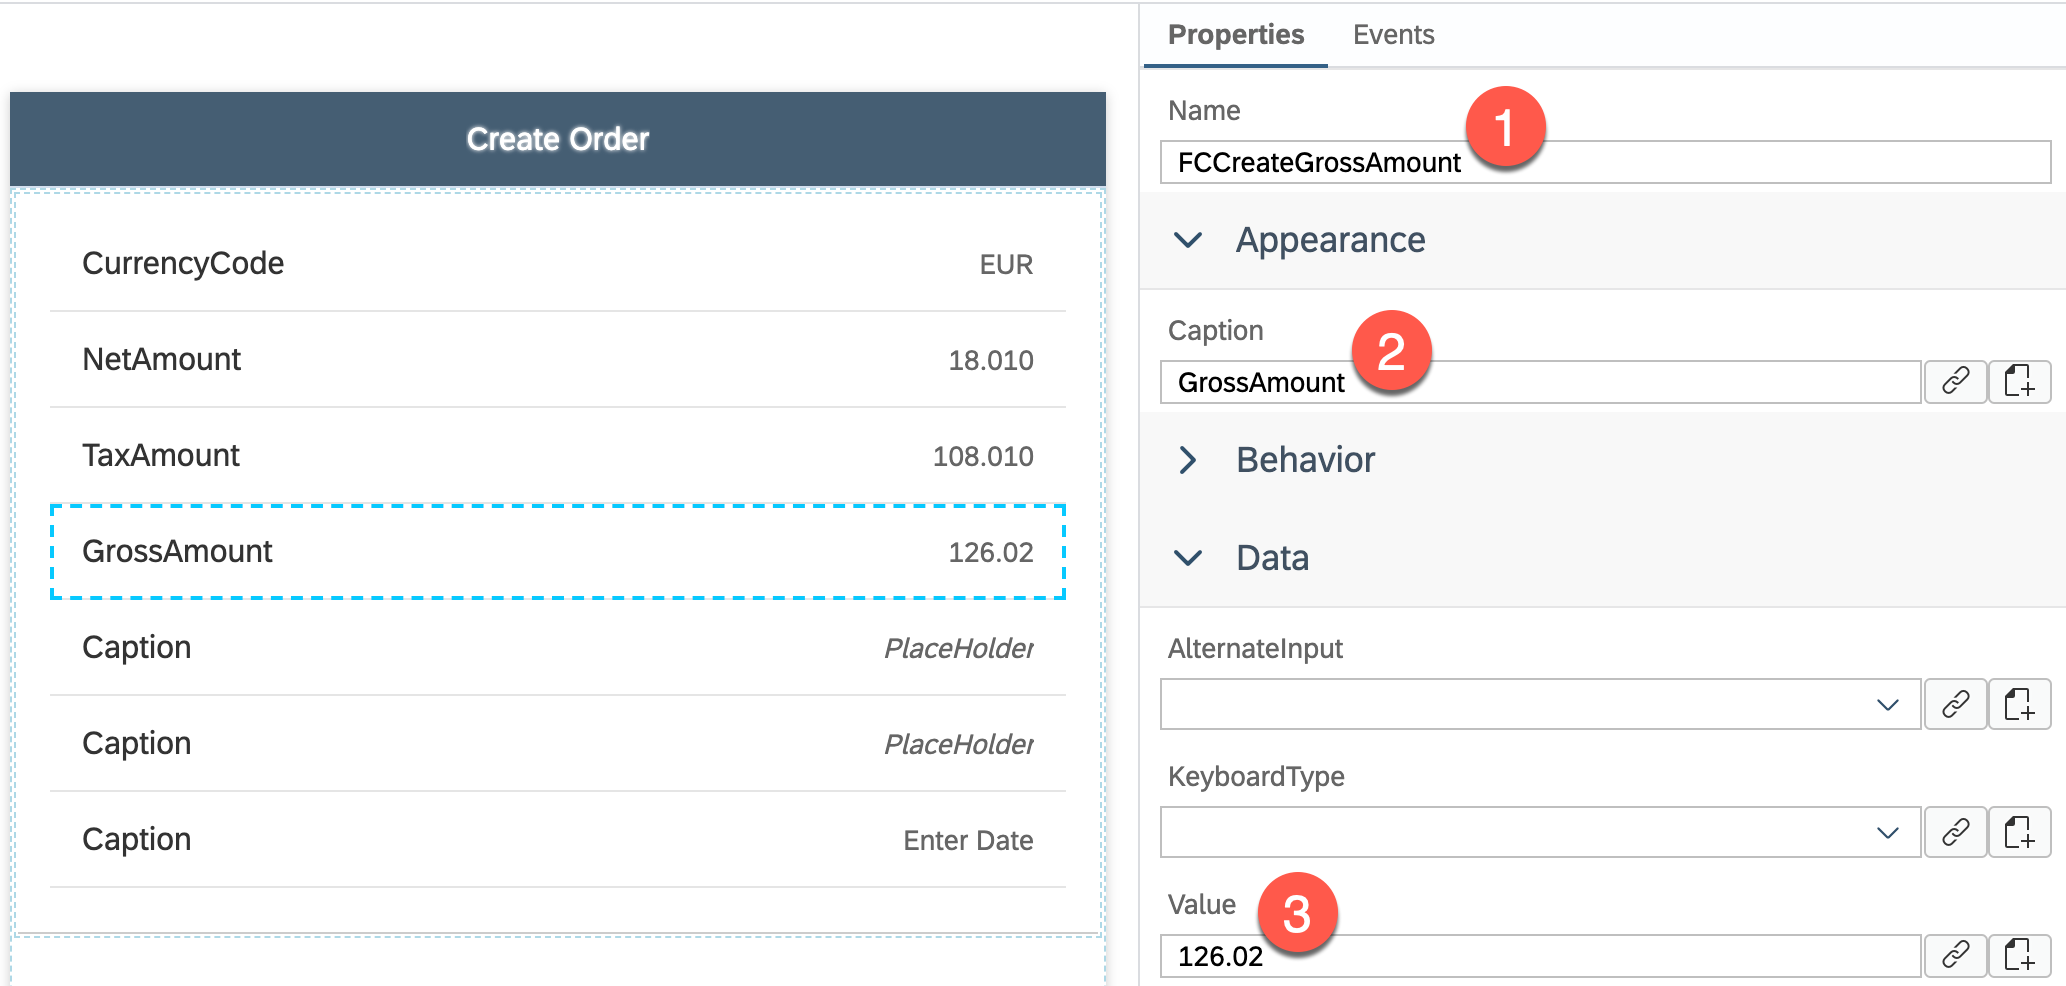 Create Order
CurrencyCode EUR
NetAmount 18.010
TaxAmount 108.010
GrossAmount 126.02
Caption PlaceHolder
Caption PlaceHolder
Caption Enter Date
Properties Events
Name 1
FCCreateGrossAmount
Appearance
Caption 2
GrossAmount
Behavior
Data
AlternateInput
KeyboardType
Value 3
126.02